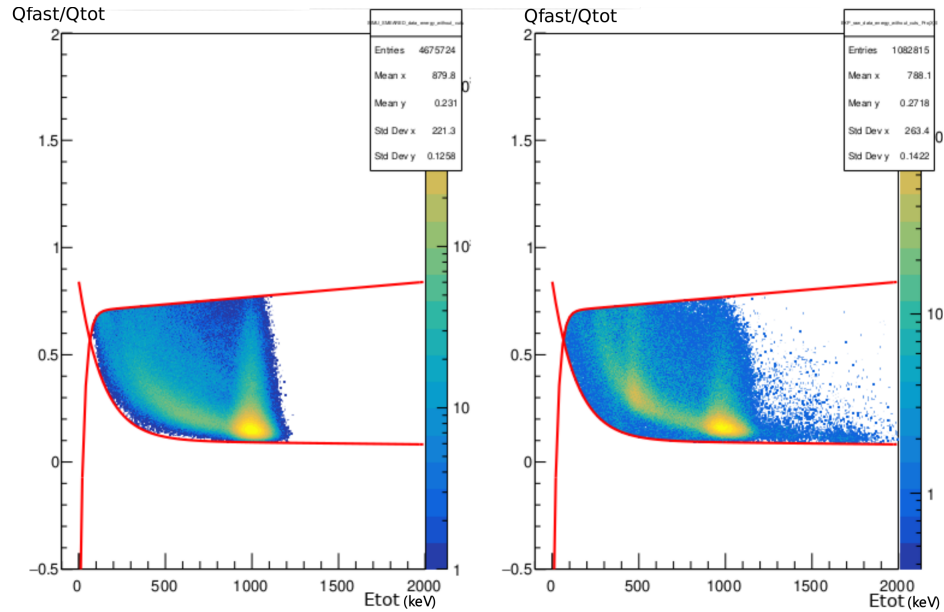 Qfast/Qtot
Entries 4675724
Mean x 879.8
Mean y 0.231
Std Dev x 221.3
Std Dev y 0.1258
2
1.5
1
0.5
0
−0.5
0 500 1000 1500 2000
Etot (keV)
10
1
Qfast/Qtot
Entries 1082815
Mean x 788.1
Mean y 0.2718
Std Dev x 263.4
Std Dev y 0.1422
2
1.5
1
0.5
0
−0.5
0 500 1000 1500 2000
Etot (keV)
10
1